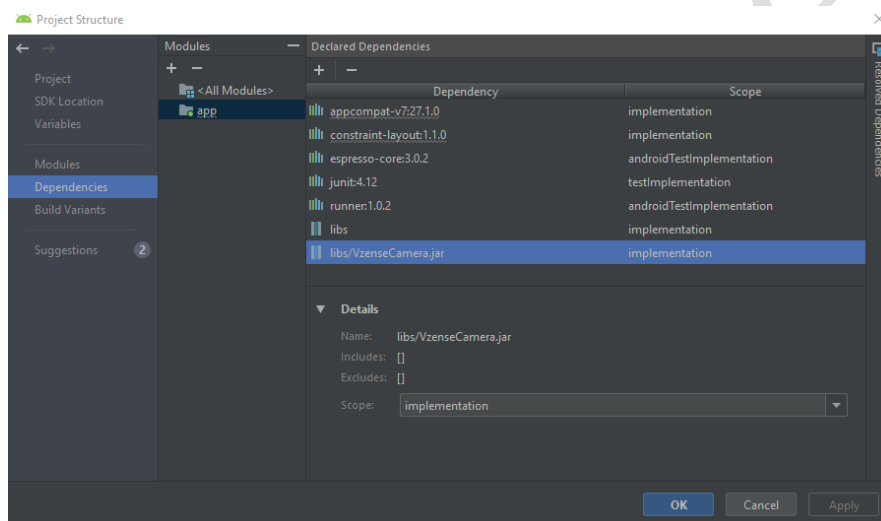 Project Structure
Modules
Declared Dependencies
Project
SDK Location
Variables
Modules
Dependencies
Build Variants
Suggestions 2
<All Modules>
app
Dependency Scope
appcompat-v7:27.1.0 implementation
constraint-layout:1.1.0 implementation
espresso-core:3.0.2 androidTestImplementation
junit:4.12 testImplementation
runner:1.0.2 androidTestImplementation
libs implementation
libs/VzenseCamera.jar implementation
Details
Name: libs/VzenseCamera.jar
Includes: []
Excludes: []
Scope: implementation
Resolved Dependencies
OK Cancel Apply